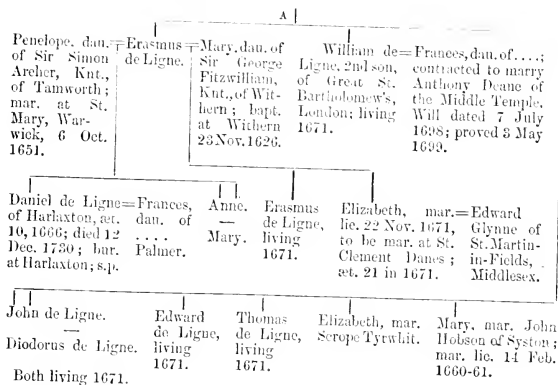 A
Penelope, dau.
of Sir Simon
Archer, Knt.,
of Tamworth;
mar. at St.
Mary, War-
wick, 6 Oct.
1651.
=Erasmus=
de Ligne.
Mary, dau. of
Sir George
Fitzwilliam,
Knt., of Wit-
hern; bapt.
at Withern
23 Nov. 1626.
William de=
Ligne, 2nd son,
of Great St.
Bartholomew's,
London; living
1671.
Frances, dau. of ....;
contracted to marry
Anthony Deane of
the Middle Temple.
Will dated 7 July
1698; proved 3 May
1699.
Daniel de Ligne=
of Harlaxton, æt.
10, 1666; died 12
Dec. 1730; bur.
at Harlaxton; s.p.
Frances,
dau. of
....
Palmer.
Anne.
—
Mary.
Erasmus
de Ligne,
living
1671.
Elizabeth, mar.=
lic. 22 Nov. 1671,
to be mar. at St.
Clement Danes;
æt. 21 in 1671.
Edward
Glynne of
St. Martin-
in-Fields,
Middlesex.
John de Ligne.
—
Diodorus de Ligne.
Both living 1671.
Edward
de Ligne,
living
1671.
Thomas
de Ligne,
living
1671.
Elizabeth, mar.
Scrope Tyrwhit.
Mary, mar. John
Hobson of Syston;
mar. lic. 14 Feb.
1660-61.